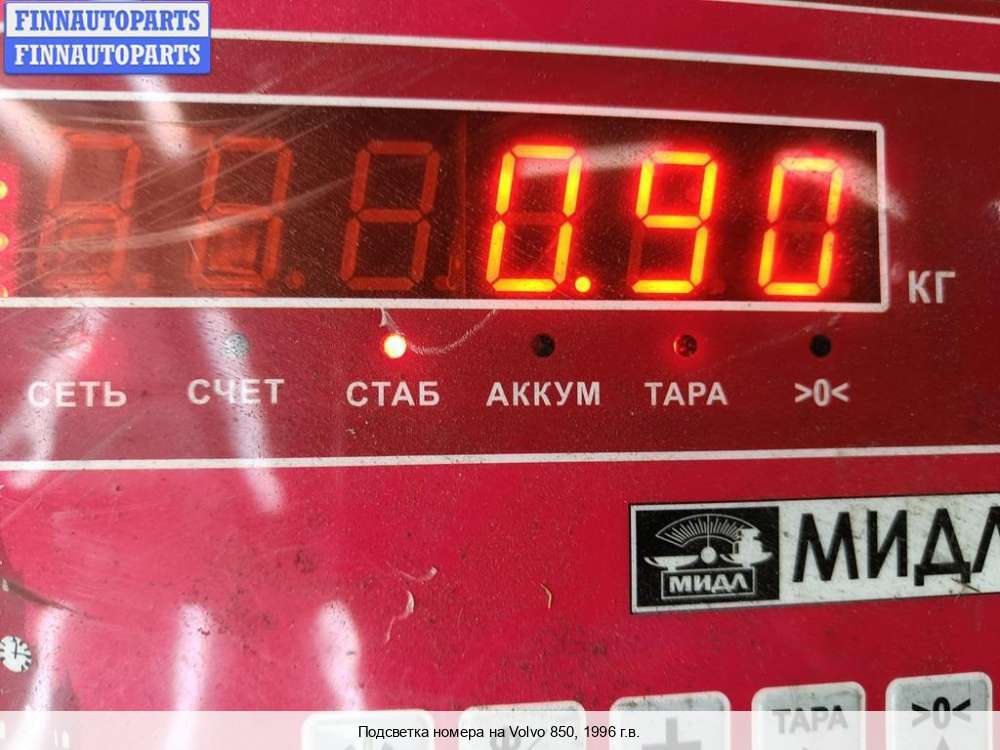 FINNAUTOPARTS
FINNAUTOPARTS
0.90
КГ
СЕТЬ СЧЕТ СТАБ АККУМ ТАРА >0<
МИДЛ
МИДЛ
ТАРА >0<
Подсветка номера на Volvo 850, 1996 г.в.